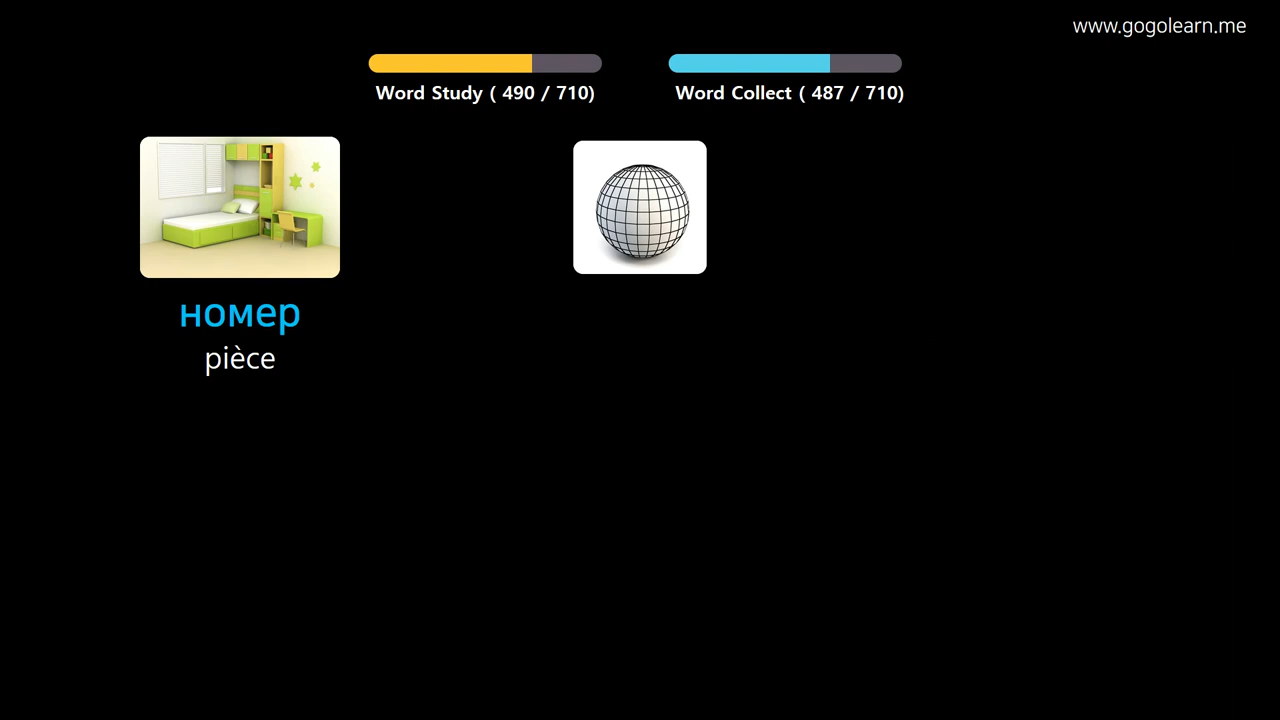 www.gogolearn.me
Word Study ( 490 / 710)
Word Collect ( 487 / 710)
номер
pièce